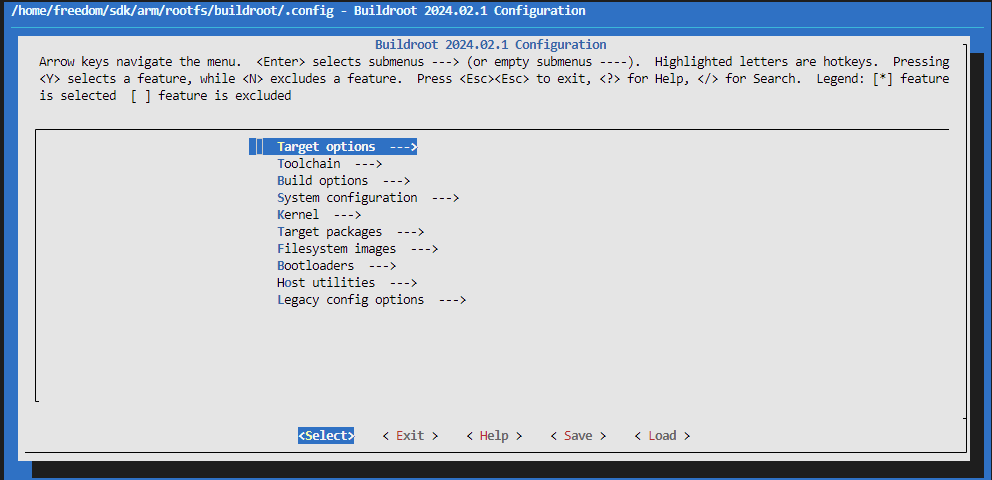 /home/freedom/sdk/arm/rootfs/buildroot/.config - Buildroot 2024.02.1 Configuration
Buildroot 2024.02.1 Configuration
Arrow keys navigate the menu.  <Enter> selects submenus ---> (or empty submenus ----).  Highlighted letters are hotkeys.  Pressing
<Y> selects a feature, while <N> excludes a feature.  Press <Esc><Esc> to exit, <?> for Help, </> for Search.  Legend: [*] feature
is selected  [ ] feature is excluded
Target options  --->
Toolchain  --->
Build options  --->
System configuration  --->
Kernel  --->
Target packages  --->
Filesystem images  --->
Bootloaders  --->
Host utilities  --->
Legacy config options  --->
<Select>    < Exit >    < Help >    < Save >    < Load >